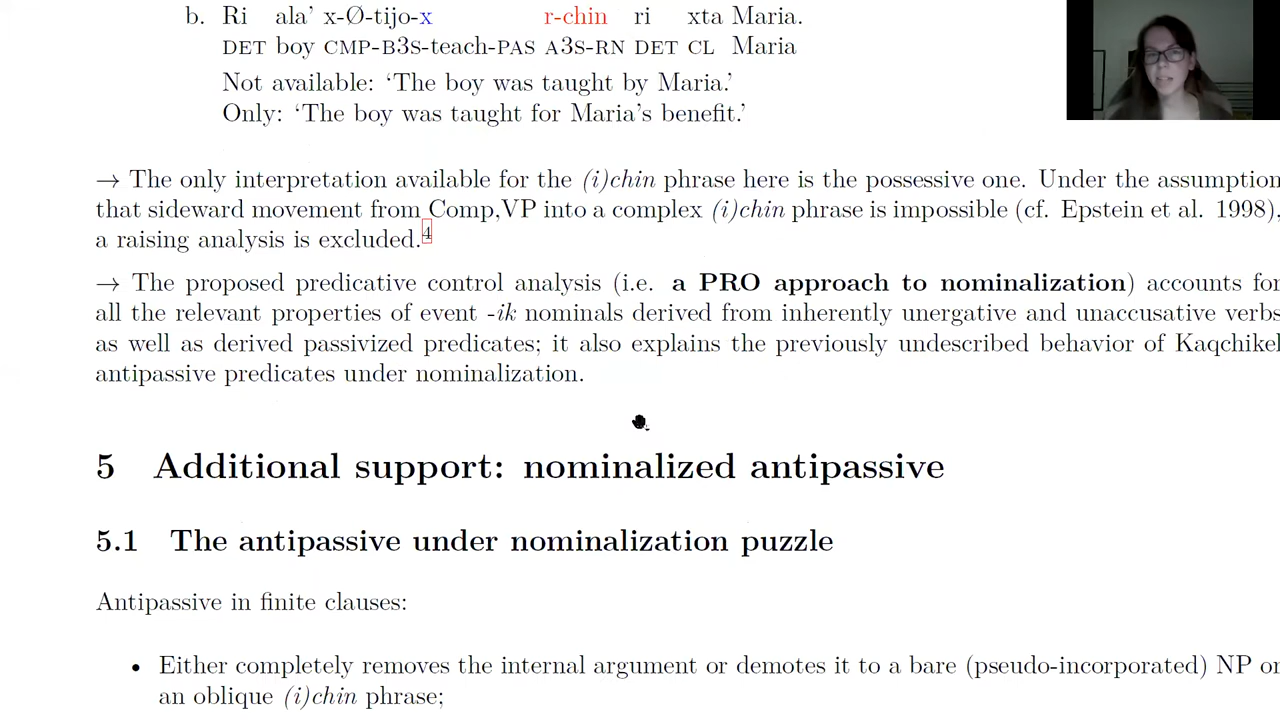 b. Ri ala’ x-Ø-tijo-x r-chin ri xta Maria.
DET boy CMP-B3S-teach-PAS A3S-RN DET CL Maria
Not available: ‘The boy was taught by Maria.’
Only: ‘The boy was taught for Maria’s benefit.’
→ The only interpretation available for the (i)chin phrase here is the possessive one. Under the assumption
that sideward movement from Comp,VP into a complex (i)chin phrase is impossible (cf. Epstein et al. 1998),
a raising analysis is excluded.4
→ The proposed predicative control analysis (i.e. a PRO approach to nominalization) accounts for
all the relevant properties of event -ik nominals derived from inherently unergative and unaccusative verbs
as well as derived passivized predicates; it also explains the previously undescribed behavior of Kaqchikel
antipassive predicates under nominalization.
5 Additional support: nominalized antipassive
5.1 The antipassive under nominalization puzzle
Antipassive in finite clauses:
• Either completely removes the internal argument or demotes it to a bare (pseudo-incorporated) NP or
an oblique (i)chin phrase;